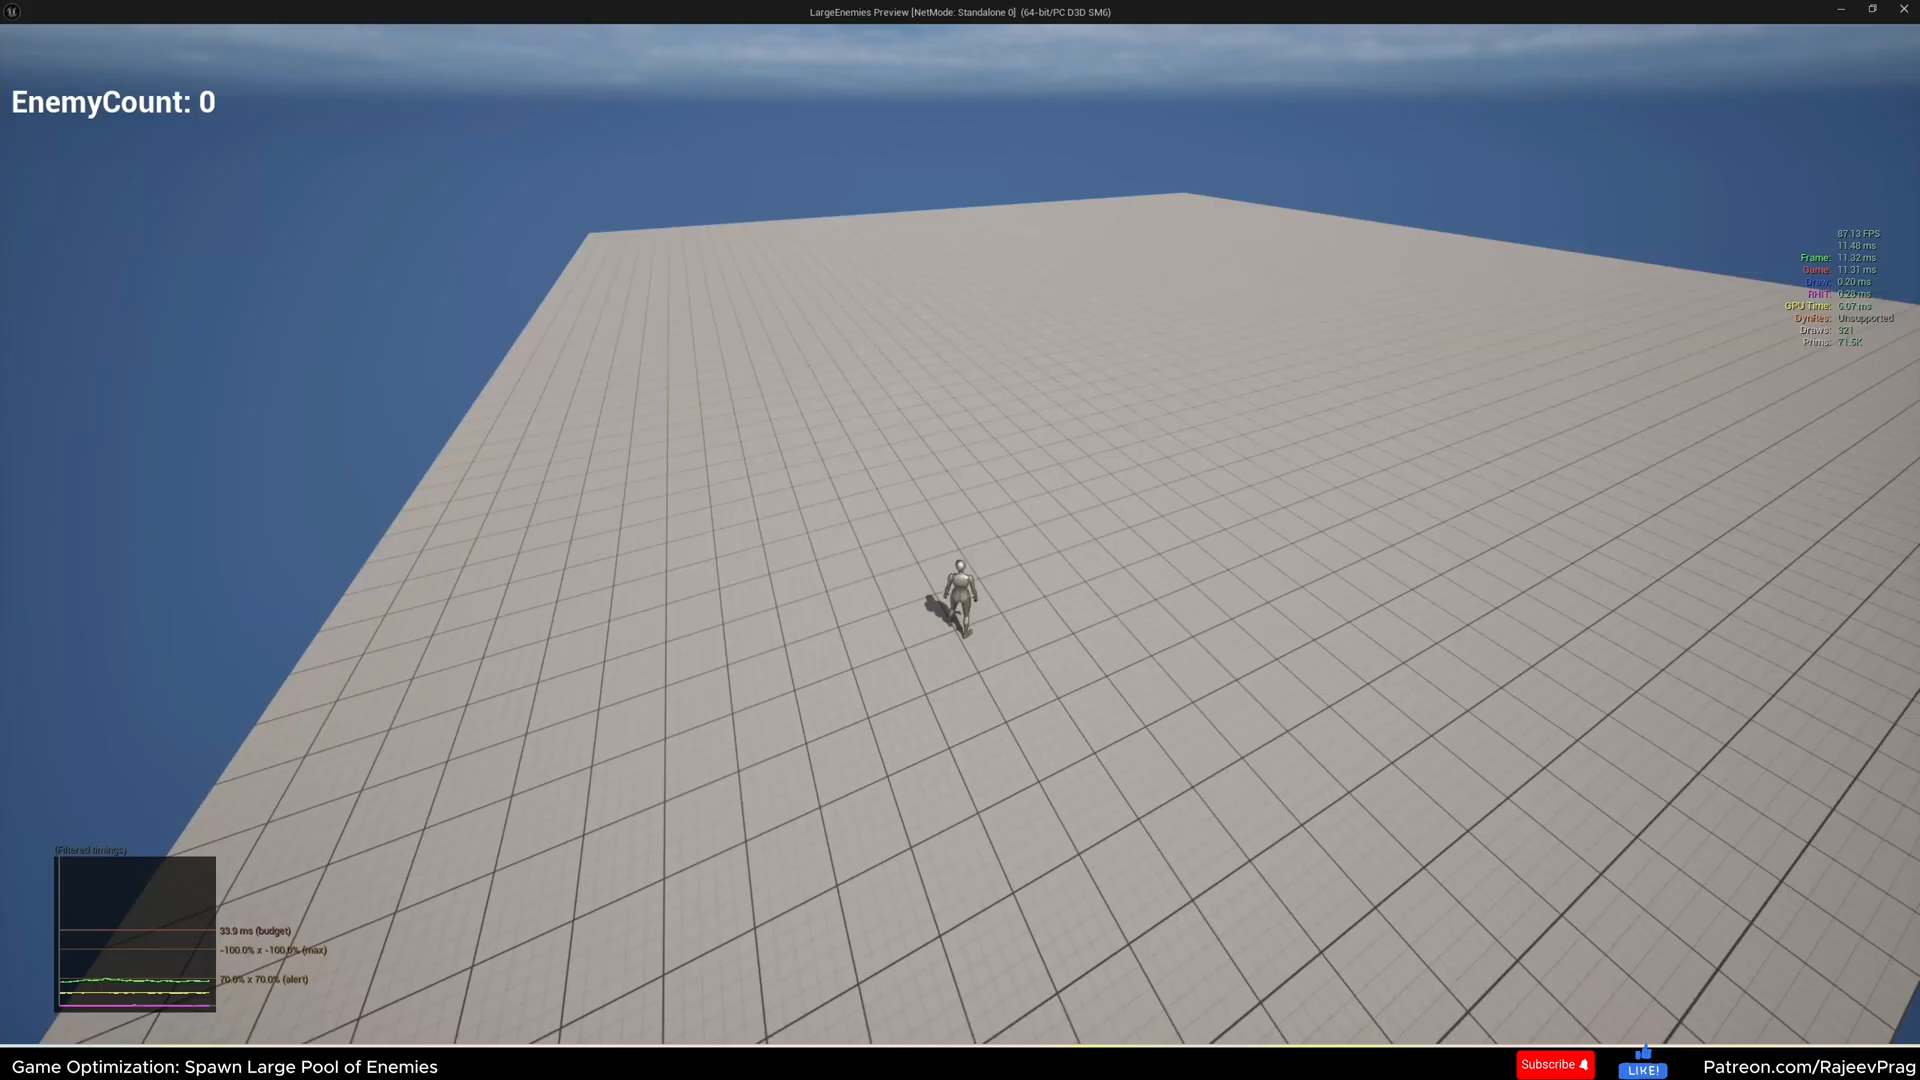 LargeEnemies Preview [NetMode: Standalone 0] (64-bit/PC D3D SM6)
EnemyCount: 0
87.13 FPS
11.48 ms
Frame: 11.32 ms
Game: 11.31 ms
Draw: 0.20 ms
RHIT: 0.28 ms
GPU Time: 6.07 ms
DynRes: Unsupported
Draws: 321
Prims: 71.5K
(Filtered timings)
33.9 ms (budget)
-100.0% x -100.0% (max)
70.0% x 70.0% (alert)
Game Optimization: Spawn Large Pool of Enemies
Subscribe
LIKE!
Patreon.com/RajeevPrag